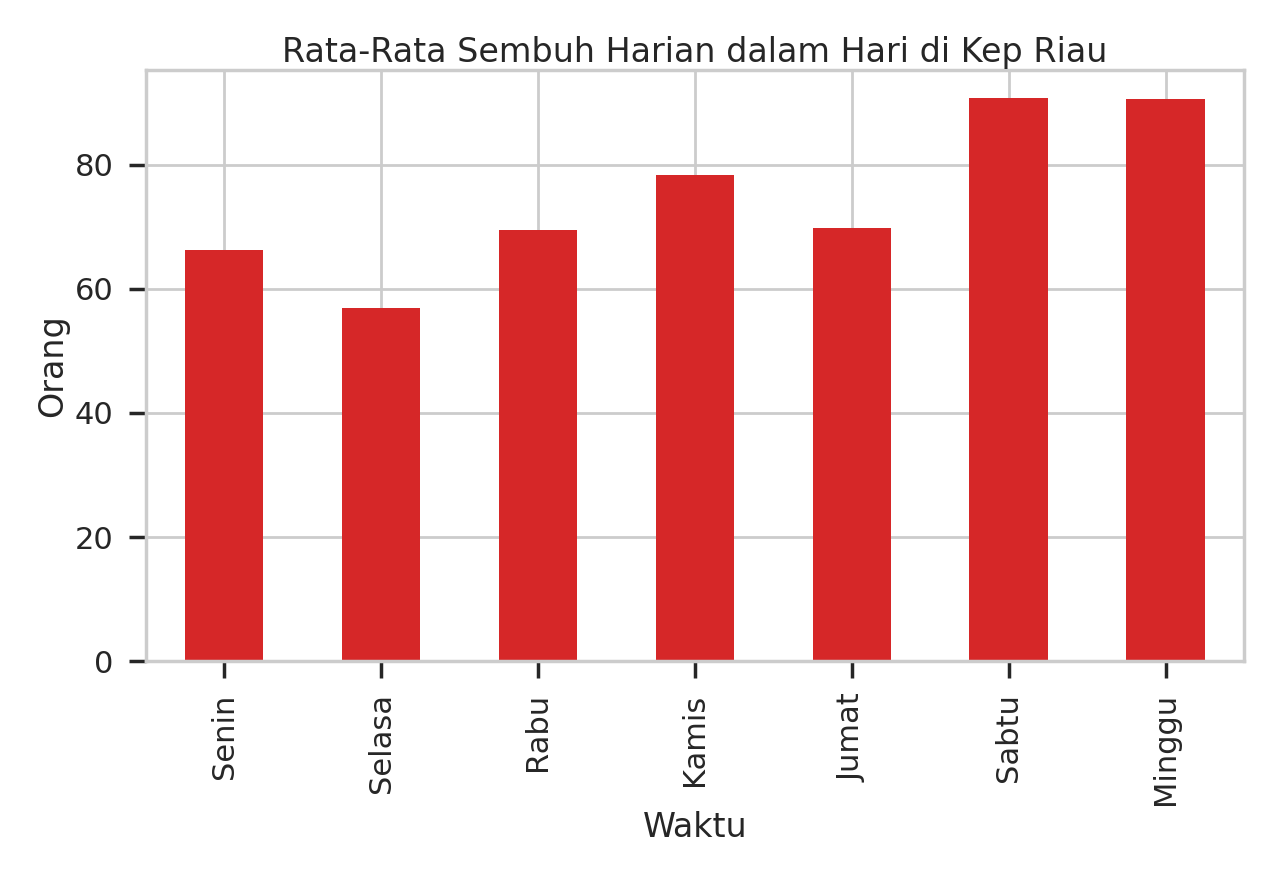 Rata-Rata Sembuh Harian dalam Hari di Kep Riau
80
60
40
20
0
Orang
Senin
Selasa
Rabu
Kamis
Jumat
Sabtu
Minggu
Waktu